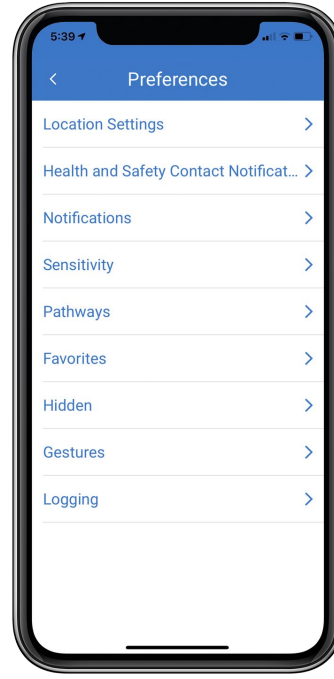 5:39
Preferences
Location Settings
Health and Safety Contact Notificat...
Notifications
Sensitivity
Pathways
Favorites
Hidden
Gestures
Logging